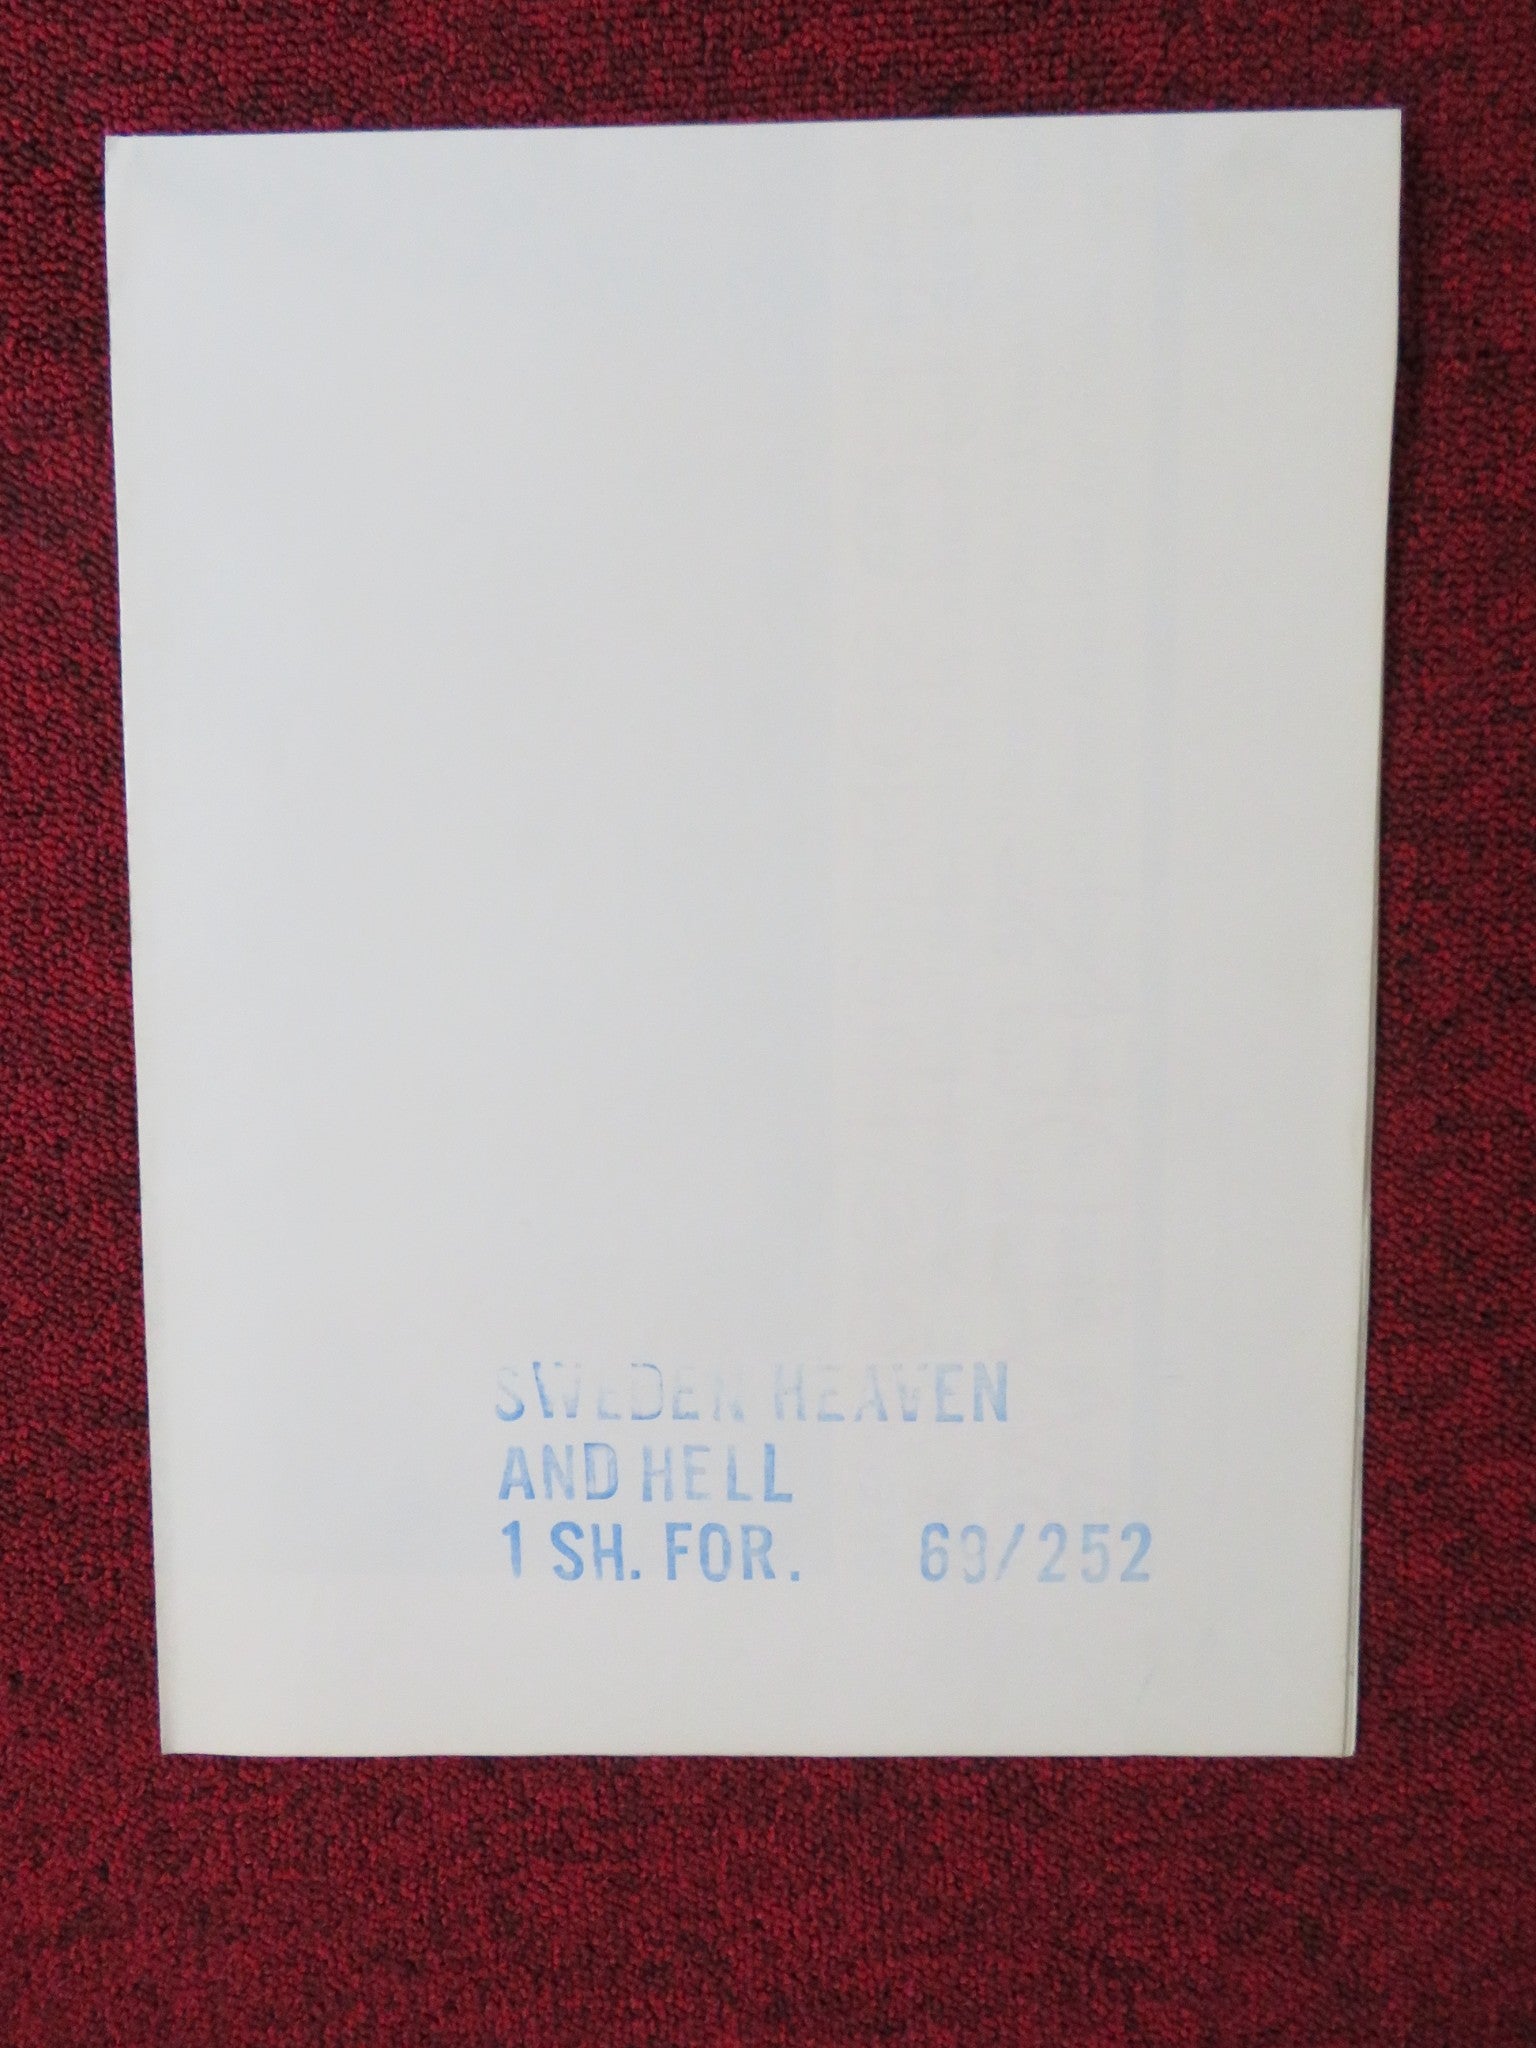 SWEDEN HEAVEN
AND HELL
1 SH. FOR. 69/252